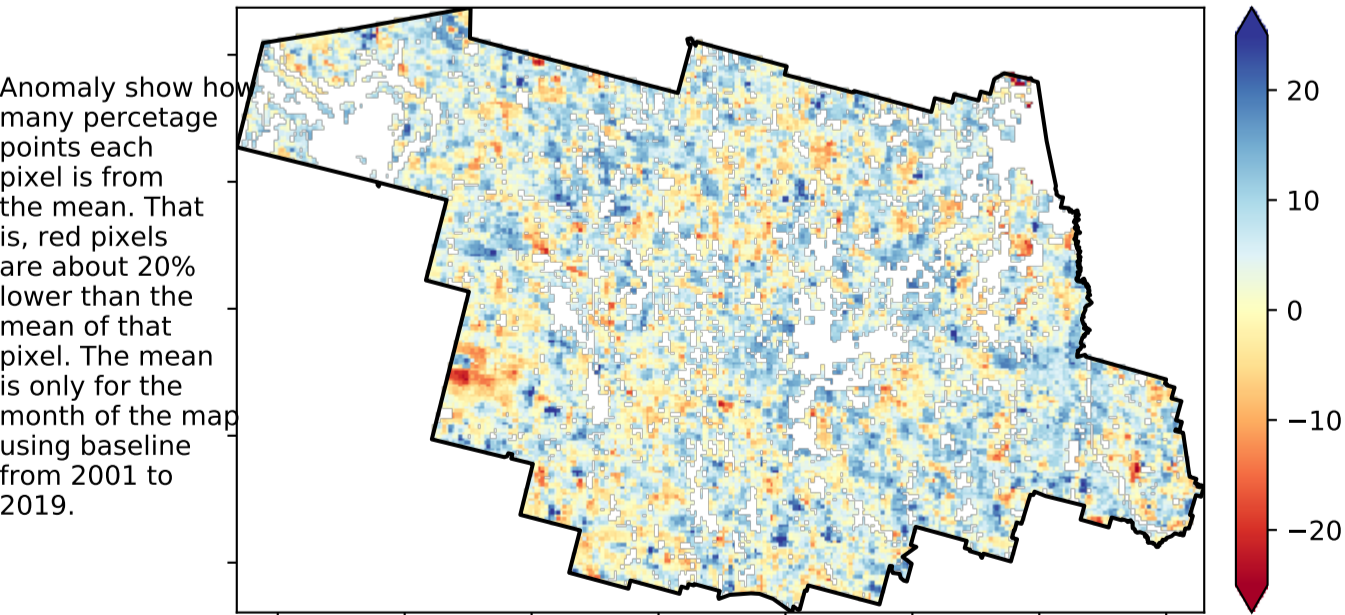 Anomaly show how
many percetage
points each
pixel is from
the mean. That
is, red pixels
are about 20%
lower than the
mean of that
pixel. The mean
is only for the
month of the map
using baseline
from 2001 to
2019.
20
10
0
−10
−20